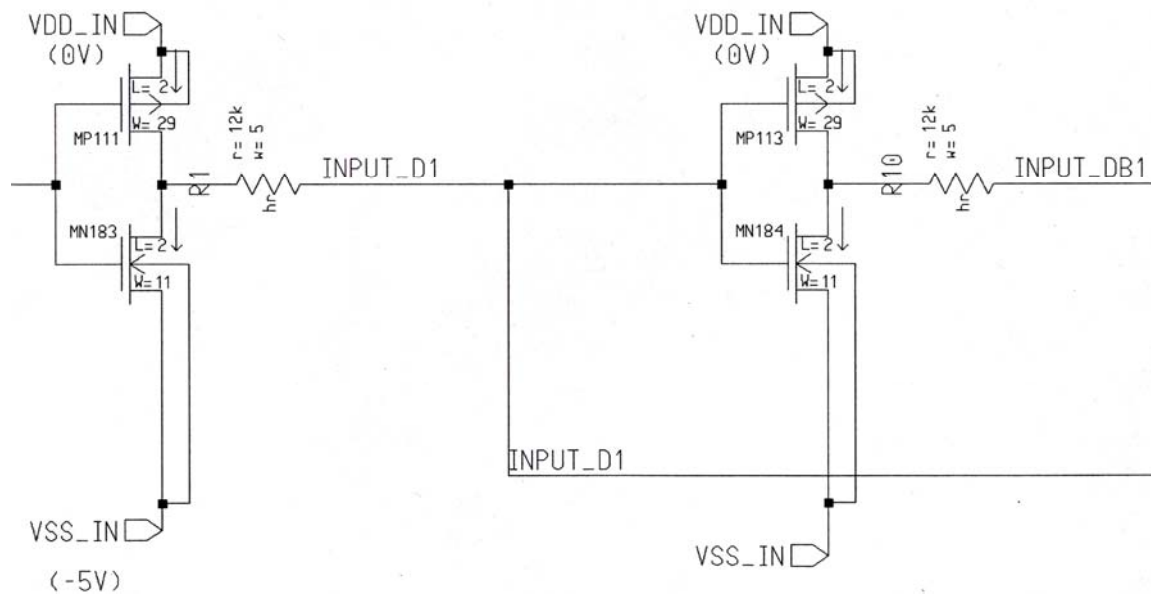 VDD_IN
(0V)
L= 2
W= 29
MP111
R1
r= 12k
w= 5
hr
INPUT_D1
MN183
L= 2
W= 11
VSS_IN
(-5V)
VDD_IN
(0V)
L= 2
W= 29
MP113
R10
r= 12k
w= 5
hr
INPUT_DB1
MN184
L= 2
W= 11
INPUT_D1
VSS_IN